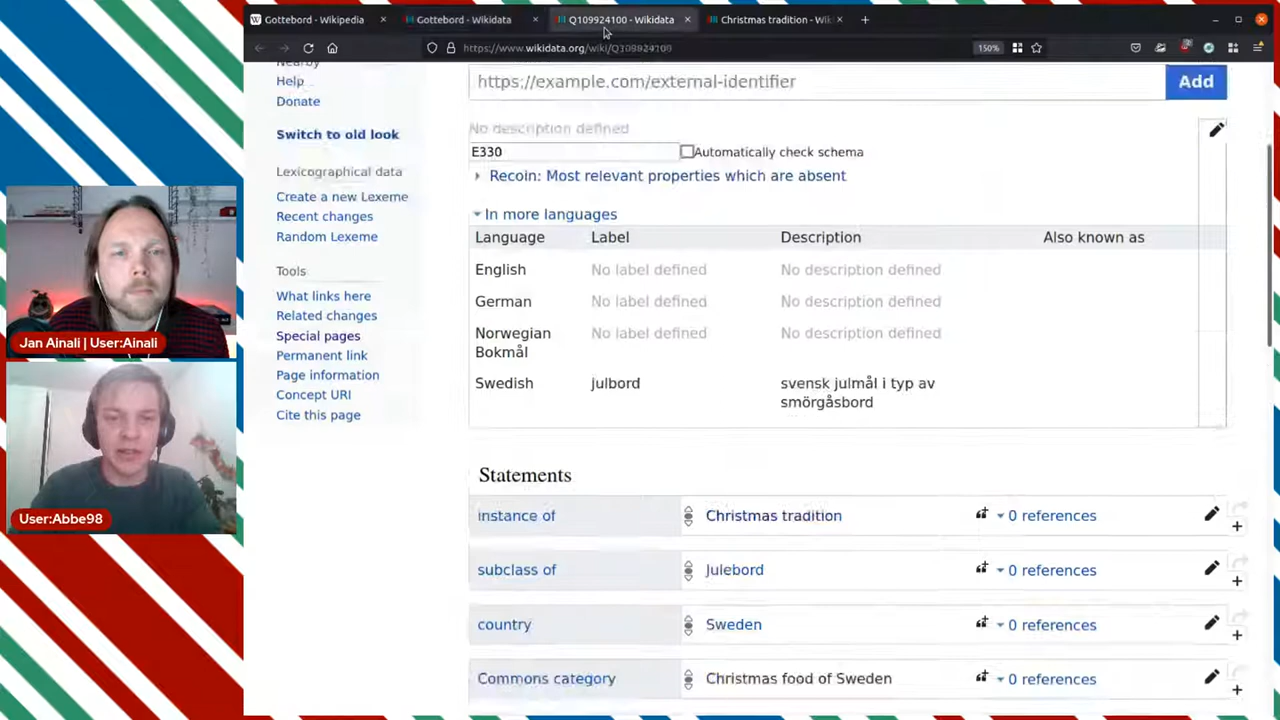 Gottebord - Wikipedia
Gottebord - Wikidata
Q109924100 - Wikidata
Christmas tradition - Wik
https://www.wikidata.org/wiki/Q109924100
150%
Nearby
Help
Donate
Switch to old look
Lexicographical data
Create a new Lexeme
Recent changes
Random Lexeme
Tools
What links here
Related changes
Special pages
Permanent link
Page information
Concept URI
Cite this page
https://example.com/external-identifier
Add
No description defined
E330
Automatically check schema
Recoin: Most relevant properties which are absent
In more languages
Language Label Description Also known as
English No label defined No description defined
German No label defined No description defined
Norwegian Bokmål No label defined No description defined
Swedish julbord svensk julmål i typ av
smörgåsbord
Statements
instance of Christmas tradition 0 references
subclass of Julebord 0 references
country Sweden 0 references
Commons category Christmas food of Sweden 0 references
Jan Ainali | User:Ainali
User:Abbe98